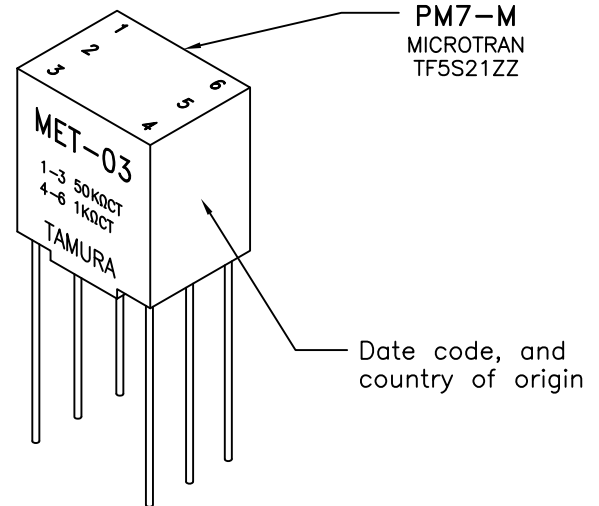 PM7-M
MICROTRAN
TF5S21ZZ
1
2
3
6
5
4
MET-03
1-3 50KΩCT
4-6 1KΩCT
TAMURA
Date code, and
country of origin